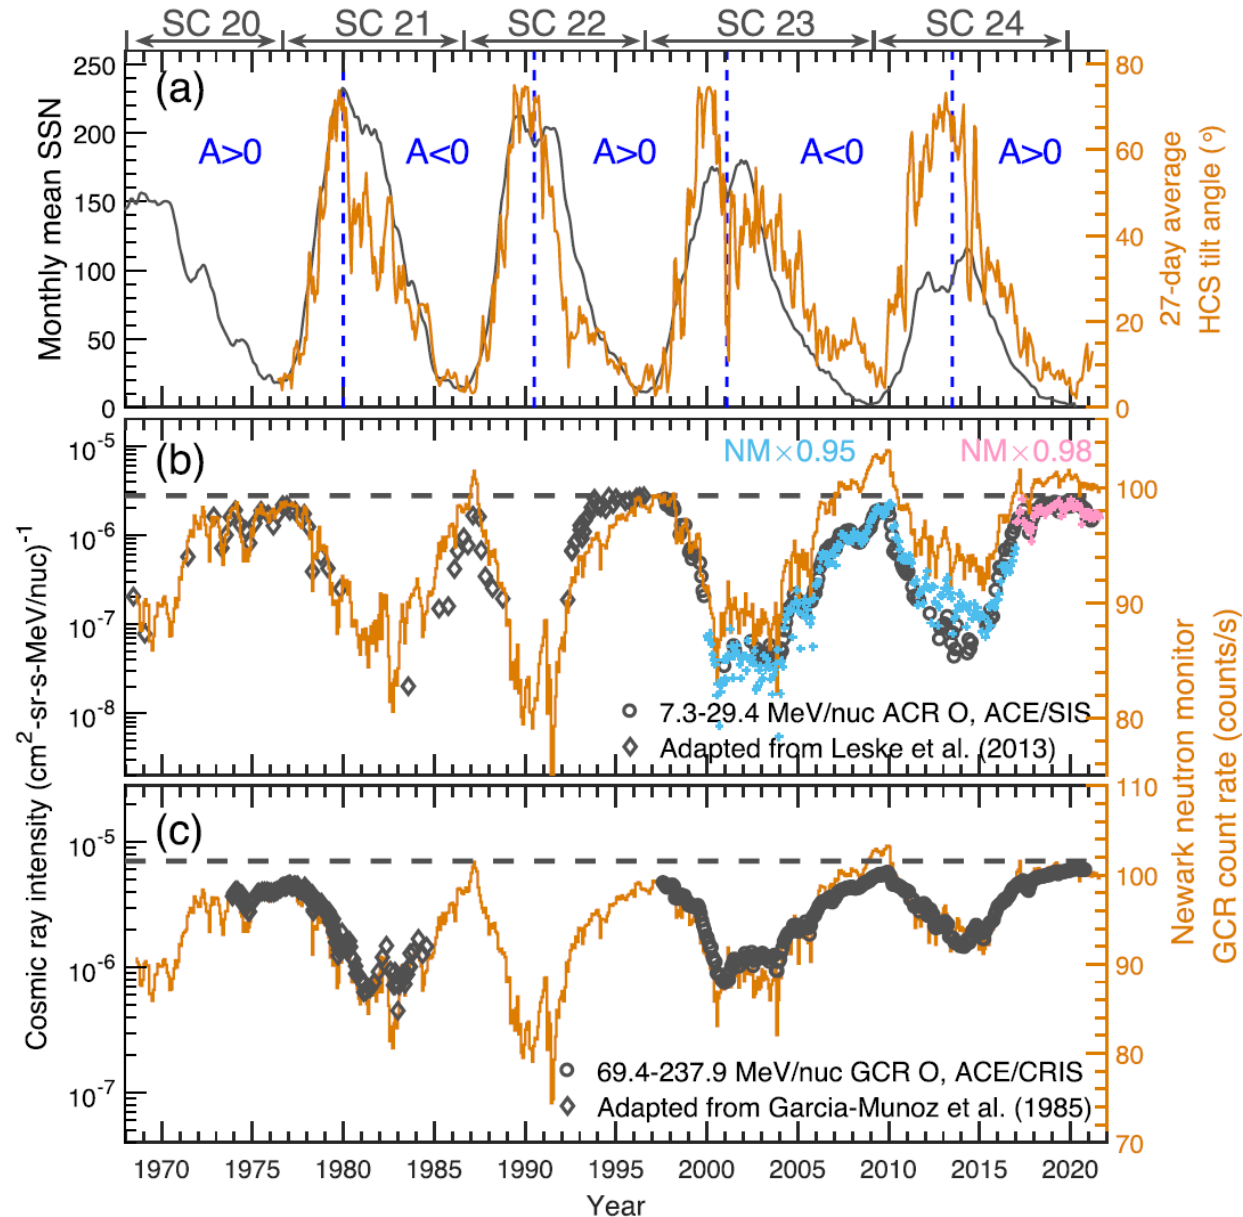 SC 20 SC 21 SC 22 SC 23 SC 24
(a)
A>0 A<0 A>0 A<0 A>0
Monthly mean SSN
250
200
150
100
50
0
80
60
40
20
0
27-day average
HCS tilt angle (°)
(b)
NM×0.95 NM×0.98
10-5
10-6
10-7
10-8
100
90
80
7.3-29.4 MeV/nuc ACR O, ACE/SIS
Adapted from Leske et al. (2013)
Cosmic ray intensity (cm2-sr-s-MeV/nuc)-1
Newark neutron monitor
GCR count rate (counts/s)
(c)
10-5
10-6
10-7
110
100
90
80
70
69.4-237.9 MeV/nuc GCR O, ACE/CRIS
Adapted from Garcia-Munoz et al. (1985)
1970 1975 1980 1985 1990 1995 2000 2005 2010 2015 2020
Year